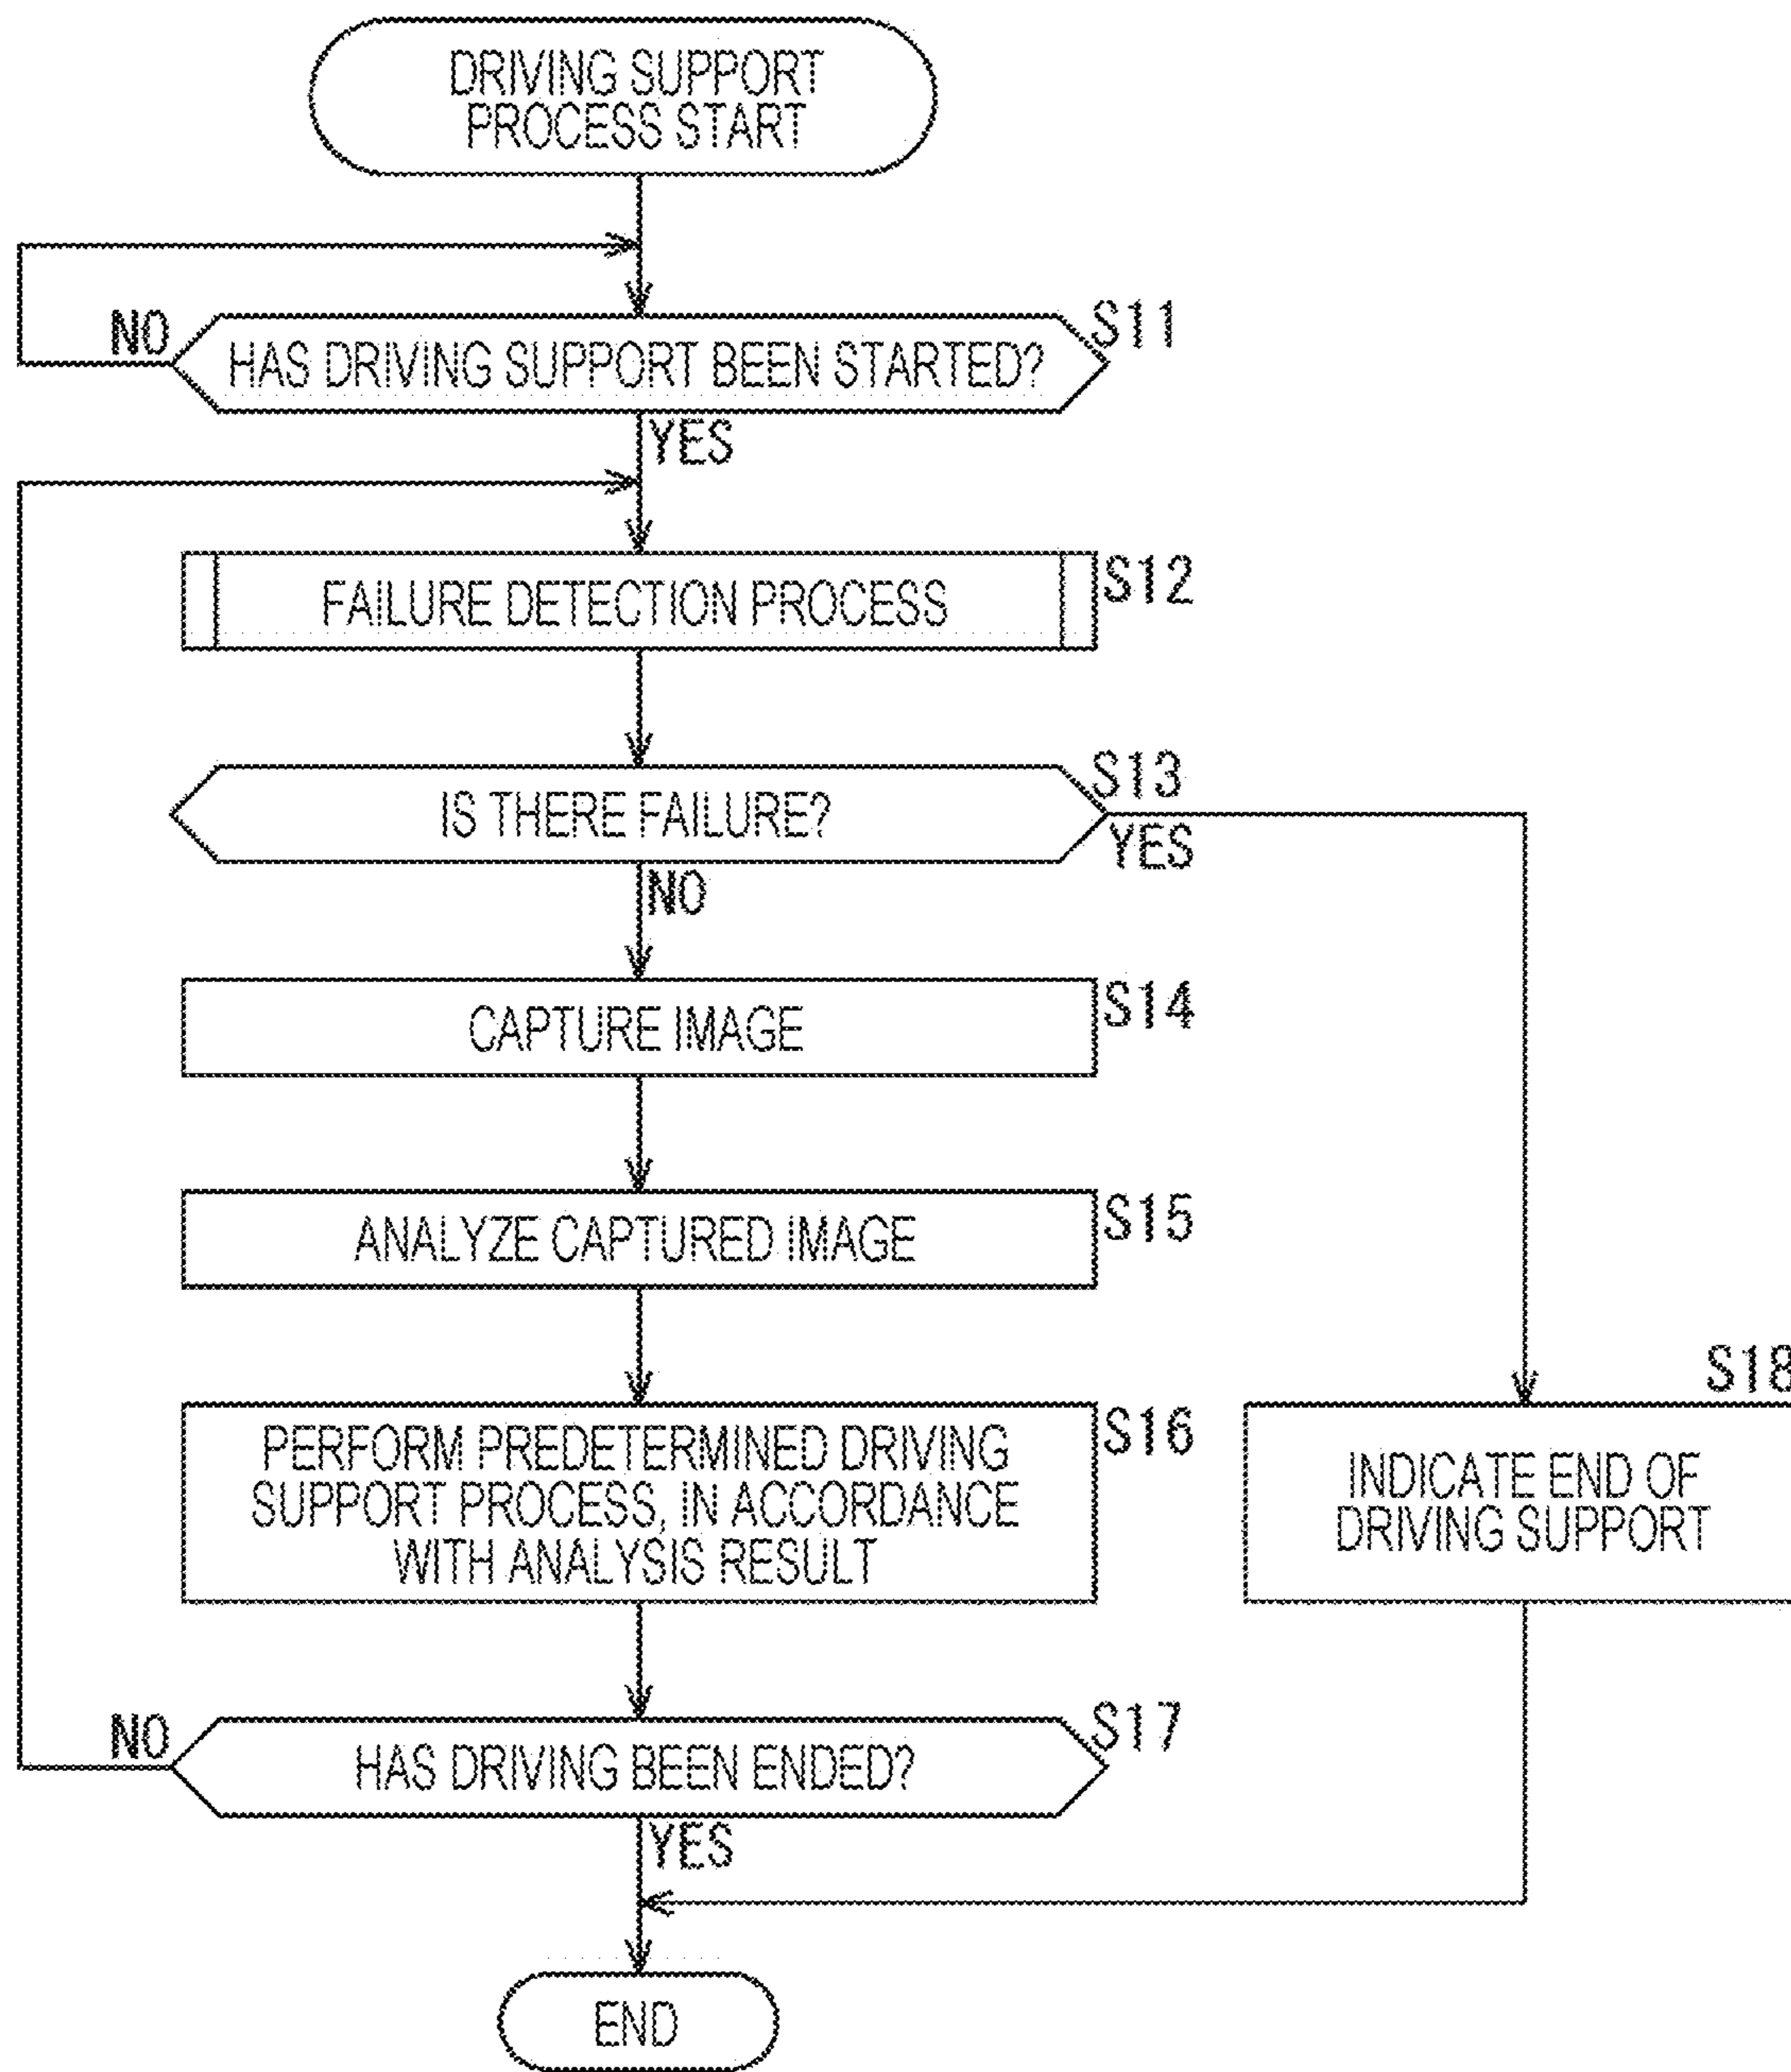 DRIVING SUPPORT
PROCESS START
NO
HAS DRIVING SUPPORT BEEN STARTED?
S11
YES
FAILURE DETECTION PROCESS
S12
IS THERE FAILURE?
S13
YES
NO
CAPTURE IMAGE
S14
ANALYZE CAPTURED IMAGE
S15
PERFORM PREDETERMINED DRIVING
SUPPORT PROCESS, IN ACCORDANCE
WITH ANALYSIS RESULT
S16
S18
INDICATE END OF
DRIVING SUPPORT
NO
HAS DRIVING BEEN ENDED?
S17
YES
END